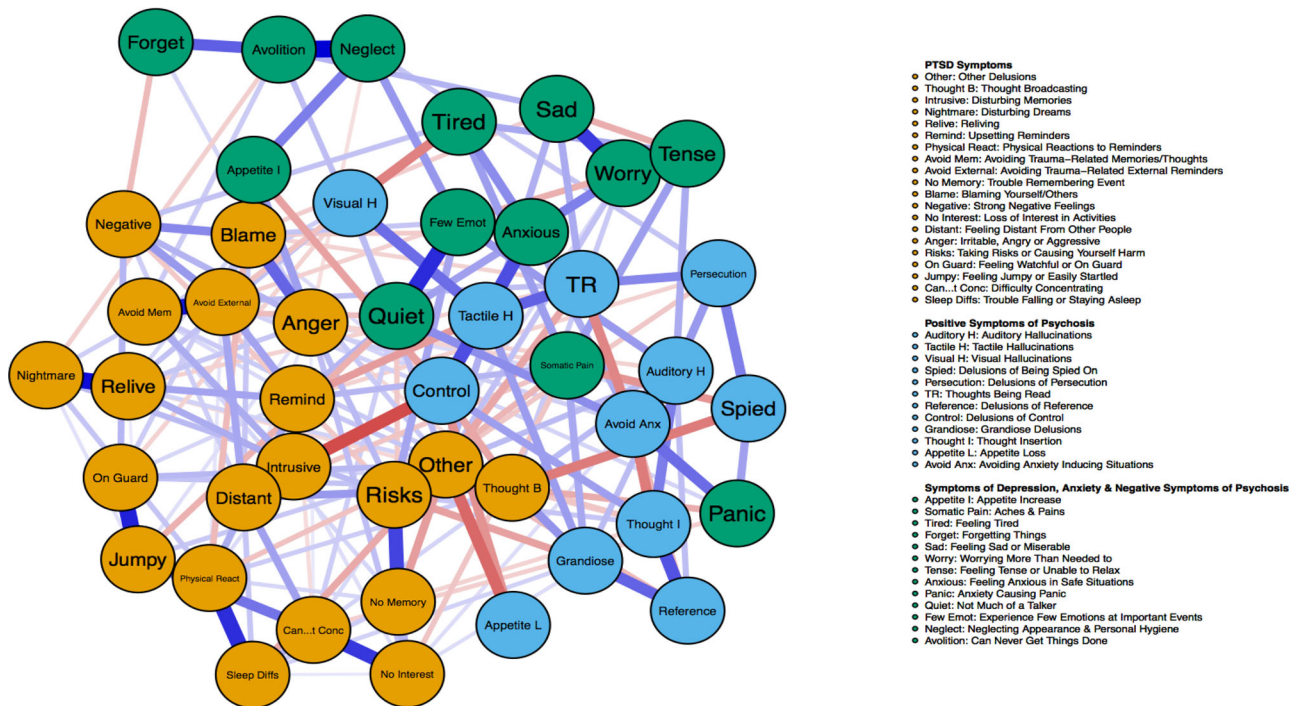 Forget
Avolition
Neglect
Tired
Sad
Worry
Tense
Appetite I
Visual H
Few Emot
Anxious
Negative
Blame
TR
Persecution
Avoid Mem
Avoid External
Anger
Quiet
Tactile H
Somatic Pain
Auditory H
Nightmare
Relive
Remind
Control
Avoid Anx
Spied
On Guard
Distant
Intrusive
Risks
Other
Thought B
Thought I
Panic
Jumpy
Physical React
Grandiose
No Memory
Appetite L
Reference
Can...t Conc
Sleep Diffs
No Interest
PTSD Symptoms
Other: Other Delusions
Thought B: Thought Broadcasting
Intrusive: Disturbing Memories
Nightmare: Disturbing Dreams
Relive: Reliving
Remind: Upsetting Reminders
Physical React: Physical Reactions to Reminders
Avoid Mem: Avoiding Trauma−Related Memories/Thoughts
Avoid External: Avoiding Trauma−Related External Reminders
No Memory: Trouble Remembering Event
Blame: Blaming Yourself/Others
Negative: Strong Negative Feelings
No Interest: Loss of Interest in Activities
Distant: Feeling Distant From Other People
Anger: Irritable, Angry or Aggressive
Risks: Taking Risks or Causing Yourself Harm
On Guard: Feeling Watchful or On Guard
Jumpy: Feeling Jumpy or Easily Startled
Can...t Conc: Difficulty Concentrating
Sleep Diffs: Trouble Falling or Staying Asleep
Positive Symptoms of Psychosis
Auditory H: Auditory Hallucinations
Tactile H: Tactile Hallucinations
Visual H: Visual Hallucinations
Spied: Delusions of Being Spied On
Persecution: Delusions of Persecution
TR: Thoughts Being Read
Reference: Delusions of Reference
Control: Delusions of Control
Grandiose: Grandiose Delusions
Thought I: Thought Insertion
Appetite L: Appetite Loss
Avoid Anx: Avoiding Anxiety Inducing Situations
Symptoms of Depression, Anxiety & Negative Symptoms of Psychosis
Appetite I: Appetite Increase
Somatic Pain: Aches & Pains
Tired: Feeling Tired
Forget: Forgetting Things
Sad: Feeling Sad or Miserable
Worry: Worrying More Than Needed to
Tense: Feeling Tense or Unable to Relax
Anxious: Feeling Anxious in Safe Situations
Panic: Anxiety Causing Panic
Quiet: Not Much of a Talker
Few Emot: Experience Few Emotions at Important Events
Neglect: Neglecting Appearance & Personal Hygiene
Avolition: Can Never Get Things Done